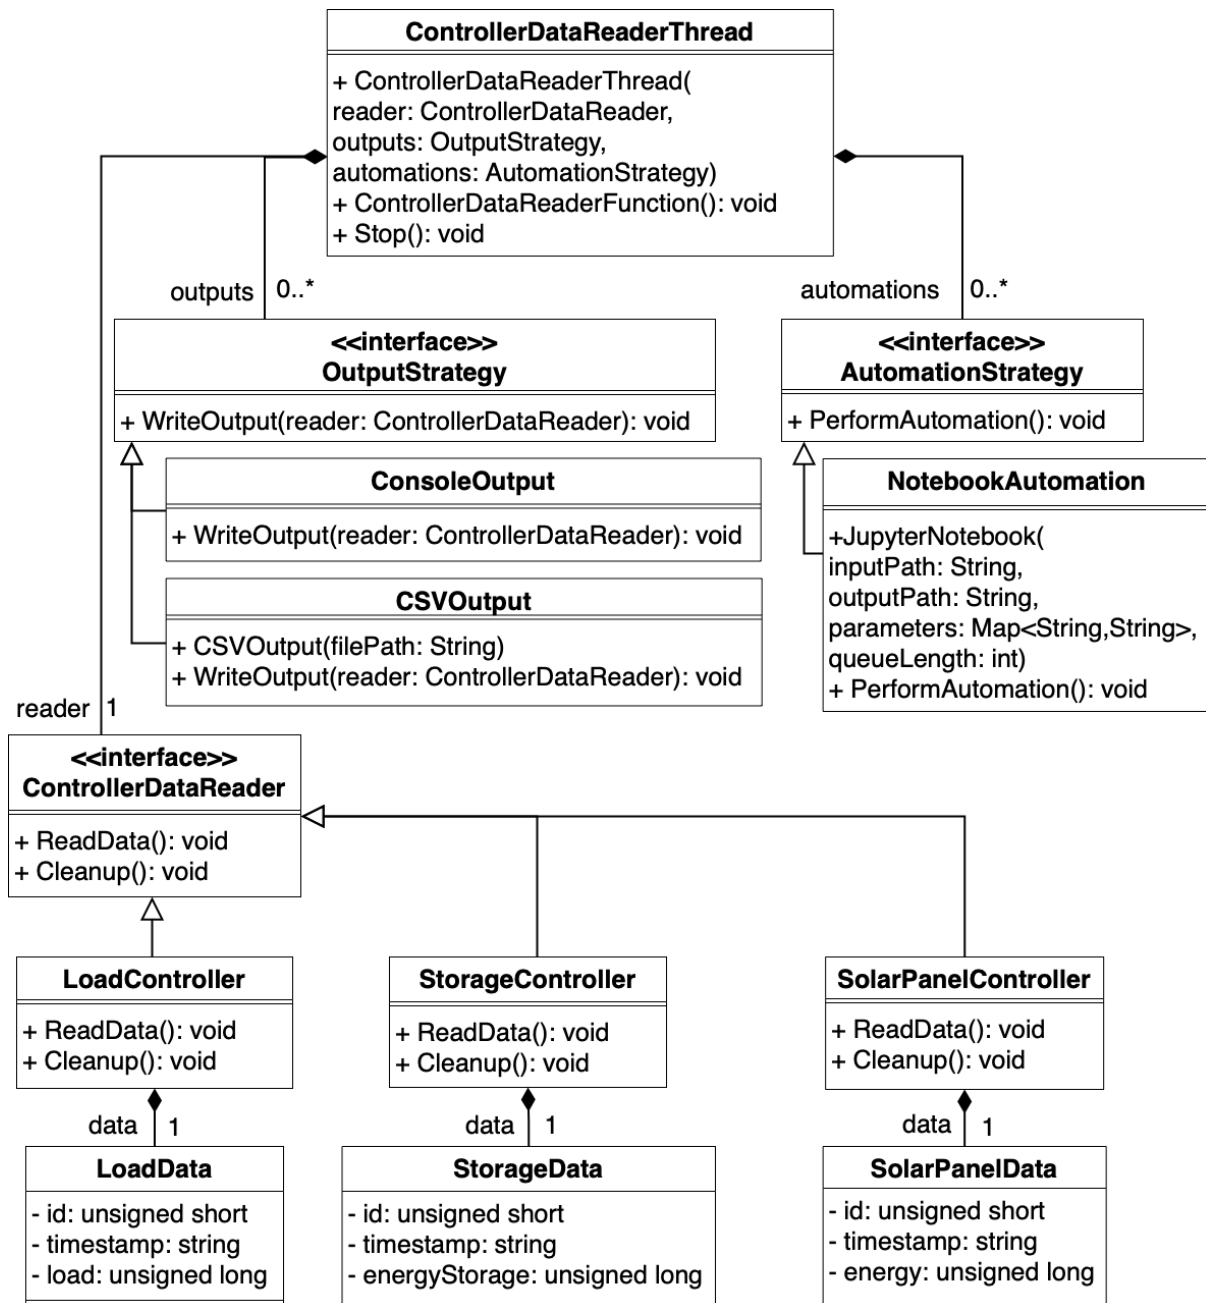 ControllerDataReaderThread
+ ControllerDataReaderThread(
reader: ControllerDataReader,
outputs: OutputStrategy,
automations: AutomationStrategy)
+ ControllerDataReaderFunction(): void
+ Stop(): void
outputs 0..*
automations 0..*
<<interface>>
OutputStrategy
+ WriteOutput(reader: ControllerDataReader): void
<<interface>>
AutomationStrategy
+ PerformAutomation(): void
ConsoleOutput
+ WriteOutput(reader: ControllerDataReader): void
CSVOutput
+ CSVOutput(filePath: String)
+ WriteOutput(reader: ControllerDataReader): void
NotebookAutomation
+JupyterNotebook(
inputPath: String,
outputPath: String,
parameters: Map<String,String>,
queueLength: int)
+ PerformAutomation(): void
reader 1
<<interface>>
ControllerDataReader
+ ReadData(): void
+ Cleanup(): void
LoadController
+ ReadData(): void
+ Cleanup(): void
StorageController
+ ReadData(): void
+ Cleanup(): void
SolarPanelController
+ ReadData(): void
+ Cleanup(): void
data 1
data 1
data 1
LoadData
- id: unsigned short
- timestamp: string
- load: unsigned long
StorageData
- id: unsigned short
- timestamp: string
- energyStorage: unsigned long
SolarPanelData
- id: unsigned short
- timestamp: string
- energy: unsigned long